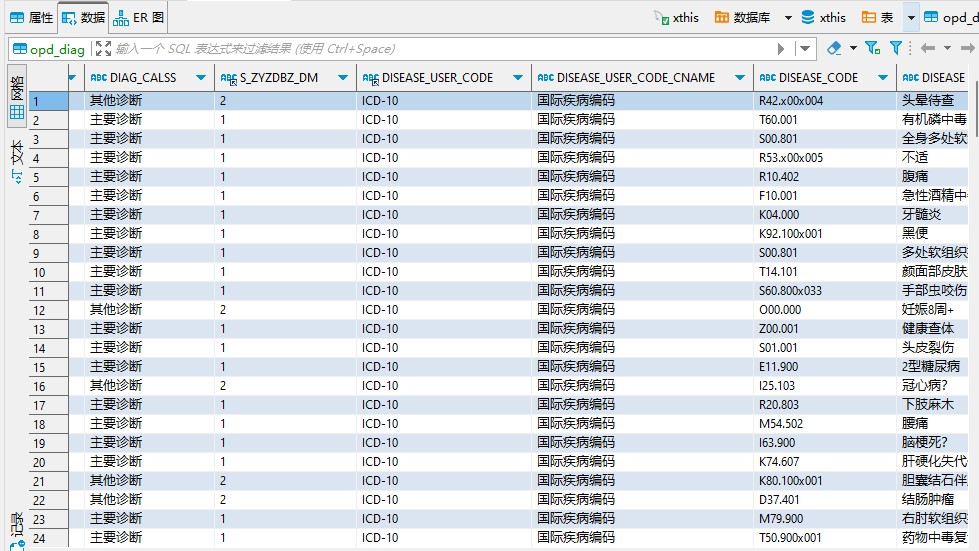 属性 数据 ER 图 xthis 数据库 xthis 表 opd_d
opd_diag 输入一个 SQL 表达式来过滤结果 (使用 Ctrl+Space)
网格
文本
记录
DIAG_CALSS S_ZYZDBZ_DM DISEASE_USER_CODE DISEASE_USER_CODE_CNAME DISEASE_CODE DISEASE
1 其他诊断 2 ICD-10 国际疾病编码 R42.x00x004 头晕待查
2 主要诊断 1 ICD-10 国际疾病编码 T60.001 有机磷中毒
3 主要诊断 1 ICD-10 国际疾病编码 S00.801 全身多处软
4 主要诊断 1 ICD-10 国际疾病编码 R53.x00x005 不适
5 主要诊断 1 ICD-10 国际疾病编码 R10.402 腹痛
6 主要诊断 1 ICD-10 国际疾病编码 F10.001 急性酒精中
7 主要诊断 1 ICD-10 国际疾病编码 K04.000 牙髓炎
8 主要诊断 1 ICD-10 国际疾病编码 K92.100x001 黑便
9 主要诊断 1 ICD-10 国际疾病编码 S00.801 多处软组织
10 主要诊断 1 ICD-10 国际疾病编码 T14.101 颜面部皮肤
11 主要诊断 1 ICD-10 国际疾病编码 S60.800x033 手部虫咬伤
12 其他诊断 2 ICD-10 国际疾病编码 O00.000 妊娠8周+
13 主要诊断 1 ICD-10 国际疾病编码 Z00.001 健康查体
14 主要诊断 1 ICD-10 国际疾病编码 S01.001 头皮裂伤
15 主要诊断 1 ICD-10 国际疾病编码 E11.900 2型糖尿病
16 其他诊断 2 ICD-10 国际疾病编码 I25.103 冠心病?
17 主要诊断 1 ICD-10 国际疾病编码 R20.803 下肢麻木
18 主要诊断 1 ICD-10 国际疾病编码 M54.502 腰痛
19 主要诊断 1 ICD-10 国际疾病编码 I63.900 脑梗死?
20 主要诊断 1 ICD-10 国际疾病编码 K74.607 肝硬化失代
21 其他诊断 2 ICD-10 国际疾病编码 K80.100x001 胆囊结石伴
22 其他诊断 2 ICD-10 国际疾病编码 D37.401 结肠肿瘤
23 主要诊断 1 ICD-10 国际疾病编码 M79.900 右肘软组织
24 主要诊断 1 ICD-10 国际疾病编码 T50.900x001 药物中毒复